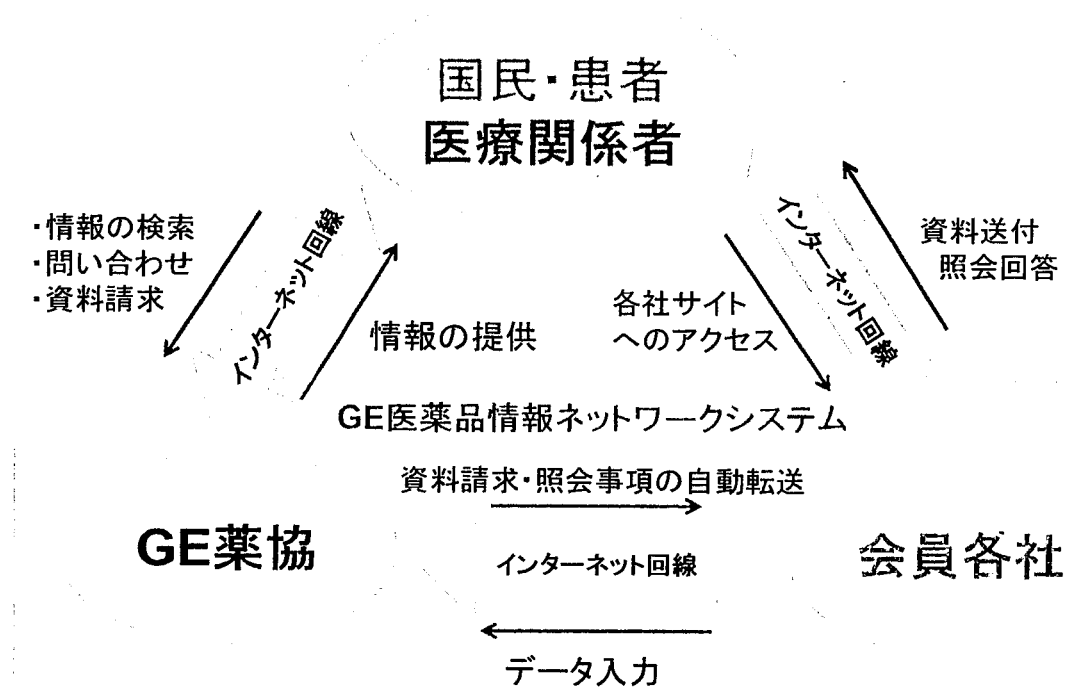 国民・患者
医療関係者
・情報の検索
・問い合わせ
・資料請求
インターネット回線
情報の提供
インターネット回線
資料送付
照会回答
各社サイト
へのアクセス
GE医薬品情報ネットワークシステム
資料請求・照会事項の自動転送
GE薬協
インターネット回線
会員各社
データ入力